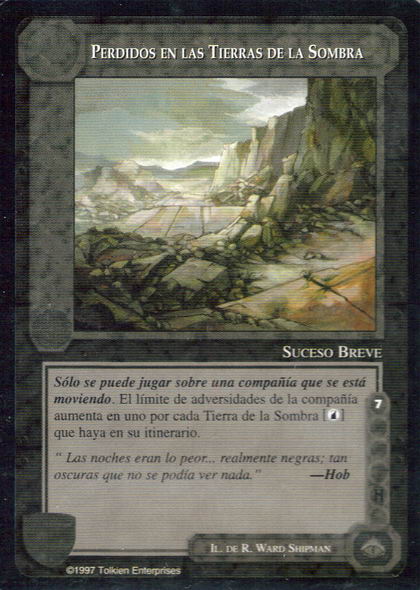 PERDIDOS EN LAS TIERRAS DE LA SOMBRA
SUCESO BREVE
Sólo se puede jugar sobre una compañía que se está
moviendo. El límite de adversidades de la compañía
aumenta en uno por cada Tierra de la Sombra [ ]
que haya en su itinerario.
7
“ Las noches eran lo peor... realmente negras; tan
oscuras que no se podía ver nada.” —Hob
H
IL. DE R. WARD SHIPMAN
©1997 Tolkien Enterprises